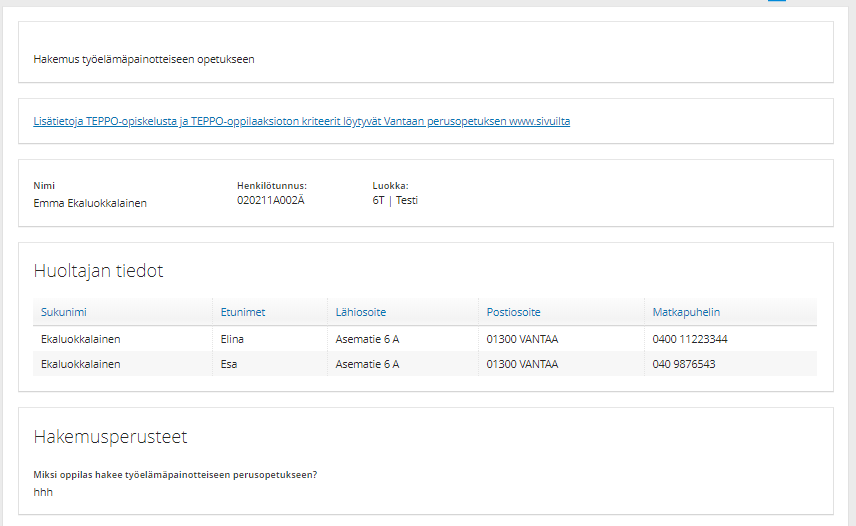 Hakemus työelämäpainotteiseen opetukseen
Lisätietoja TEPPO-opiskelusta ja TEPPO-oppilaaksioton kriteerit löytyvät Vantaan perusopetuksen www.sivuilta
Nimi Henkilötunnus: Luokka:
Emma Ekaluokkalainen 020211A002Ä 6T | Testi
Huoltajan tiedot
Sukunimi Etunimet Lähiosoite Postiosoite Matkapuhelin
Ekaluokkalainen Elina Asematie 6 A 01300 VANTAA 0400 11223344
Ekaluokkalainen Esa Asematie 6 A 01300 VANTAA 040 9876543
Hakemusperusteet
Miksi oppilas hakee työelämäpainotteiseen perusopetukseen?
hhh